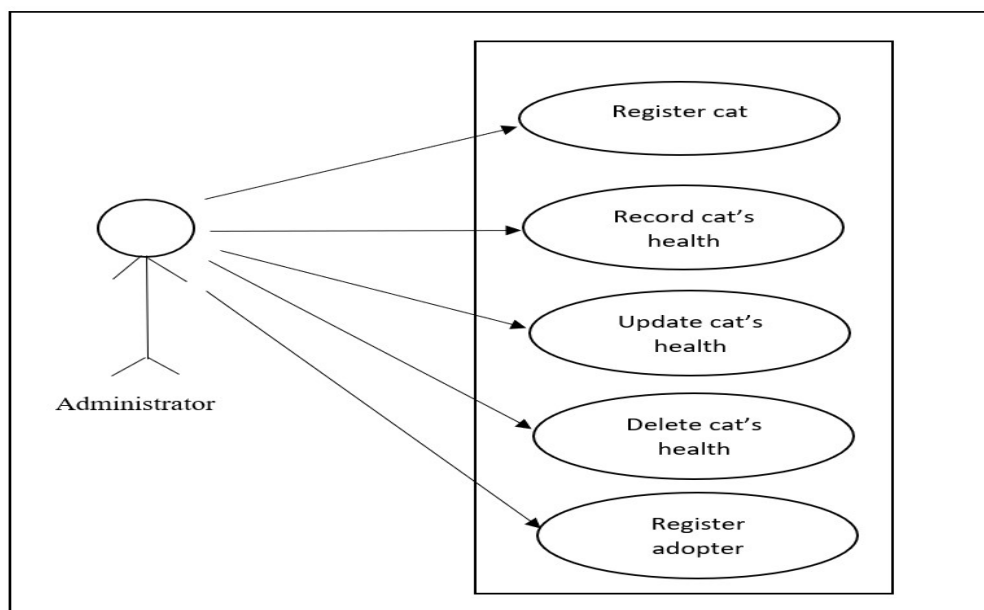 Register cat
Record cat's
health
Update cat's
health
Administrator
Delete cat's
health
Register
adopter